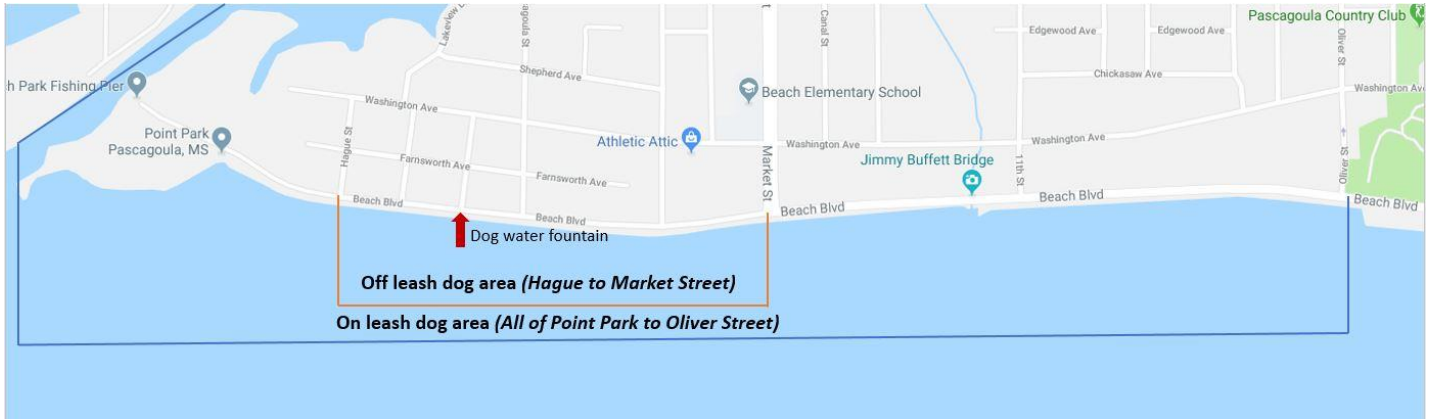 Pascagoula Country Club
Lakeview
Canal St
Edgewood Ave
Edgewood Ave
Oliver St
Shepherd Ave
Chickasaw Ave
h Park Fishing Pier
Washington Ave
Beach Elementary School
Washington Av
Point Park
Pascagoula, MS
Hague St
Athletic Attic
Washington Ave
Washington Ave
Market St
Farnsworth Ave
Farnsworth Ave
Jimmy Buffett Bridge
11th St
Oliver St
Beach Blvd
Beach Blvd
Beach Blvd
Beach Blvd
Beach Blvd
Dog water fountain
Off leash dog area (Hague to Market Street)
On leash dog area (All of Point Park to Oliver Street)